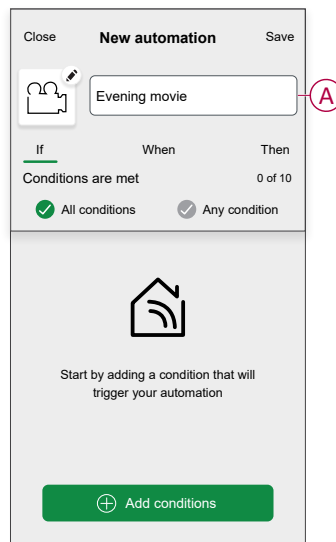 Close New automation Save
Evening movie
A
If When Then
Conditions are met 0 of 10
All conditions Any condition
Start by adding a condition that will
trigger your automation
Add conditions